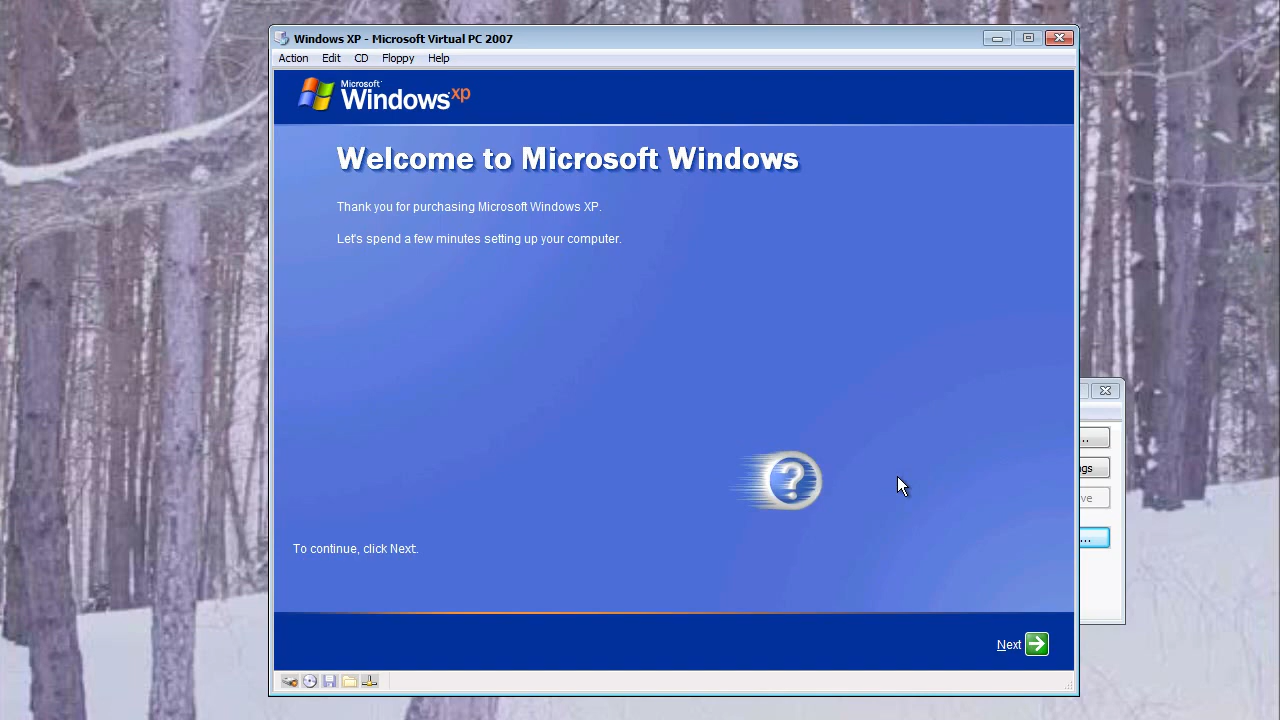 Windows XP - Microsoft Virtual PC 2007
Action Edit CD Floppy Help
Microsoft
Windows xp
Welcome to Microsoft Windows
Thank you for purchasing Microsoft Windows XP.
Let's spend a few minutes setting up your computer.
..
ngs
ve
?
...
To continue, click Next.
Next